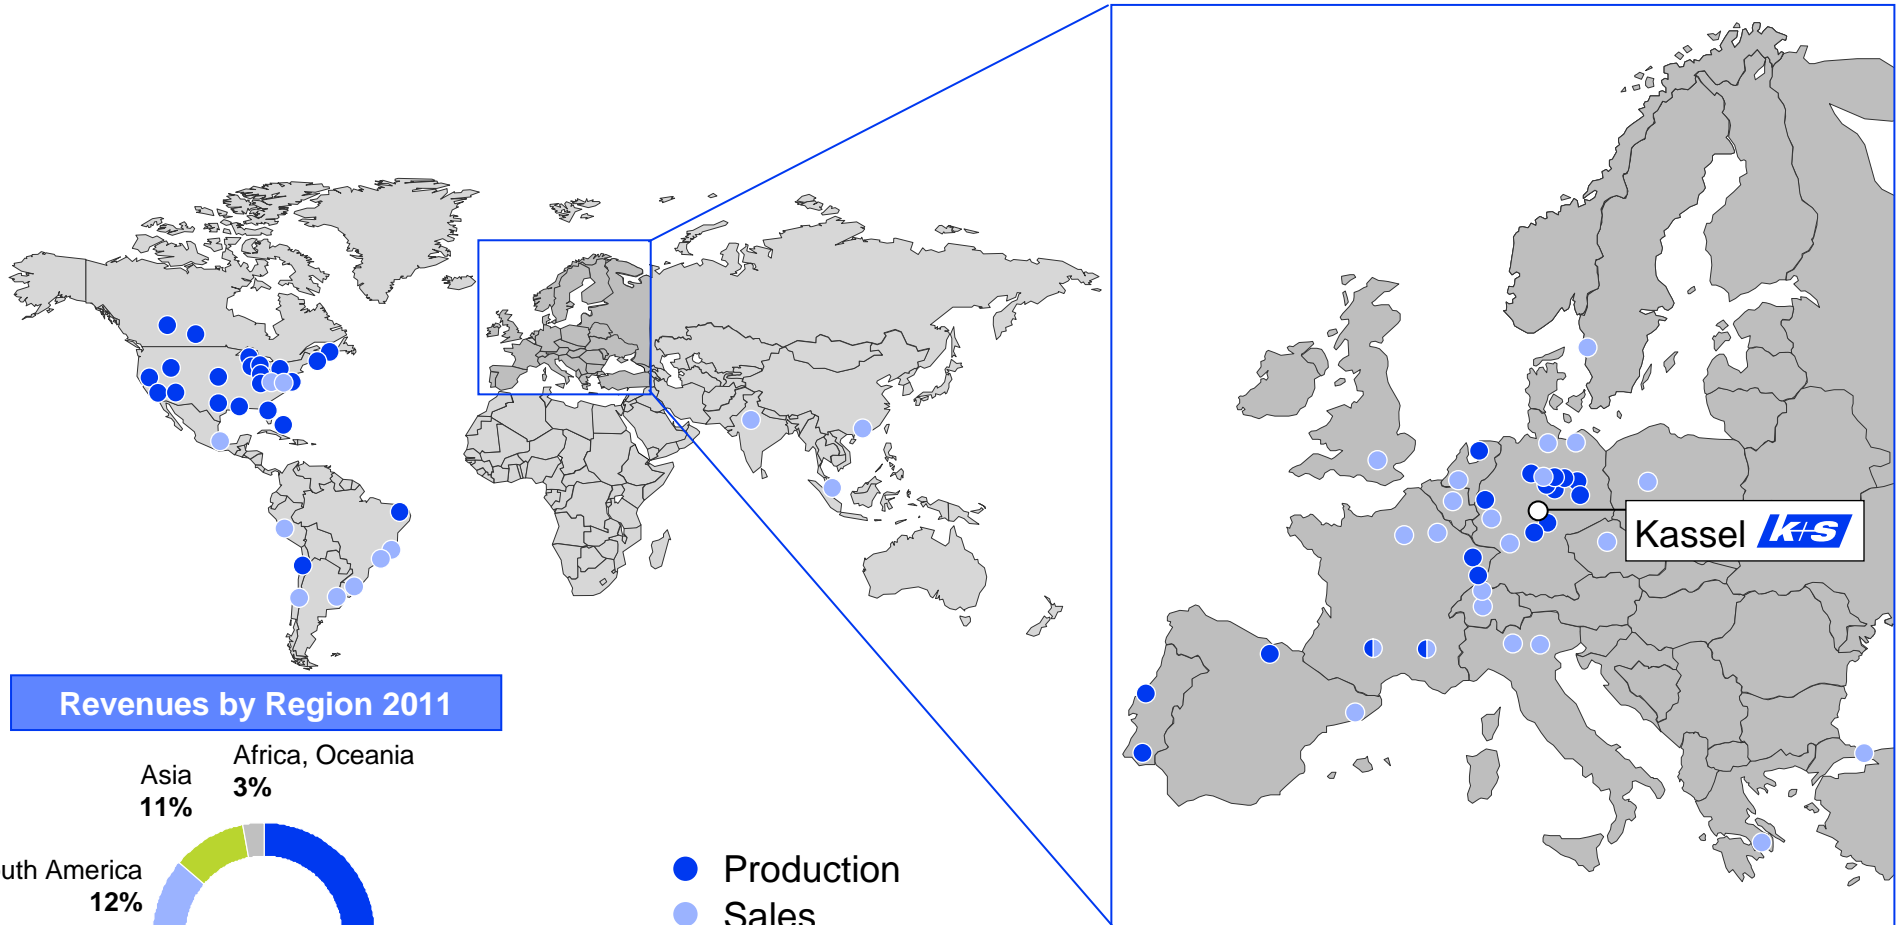 Kassel K+S
Revenues by Region 2011
Africa, Oceania
3%
Asia
11%
uth America
12%
Production
Sales